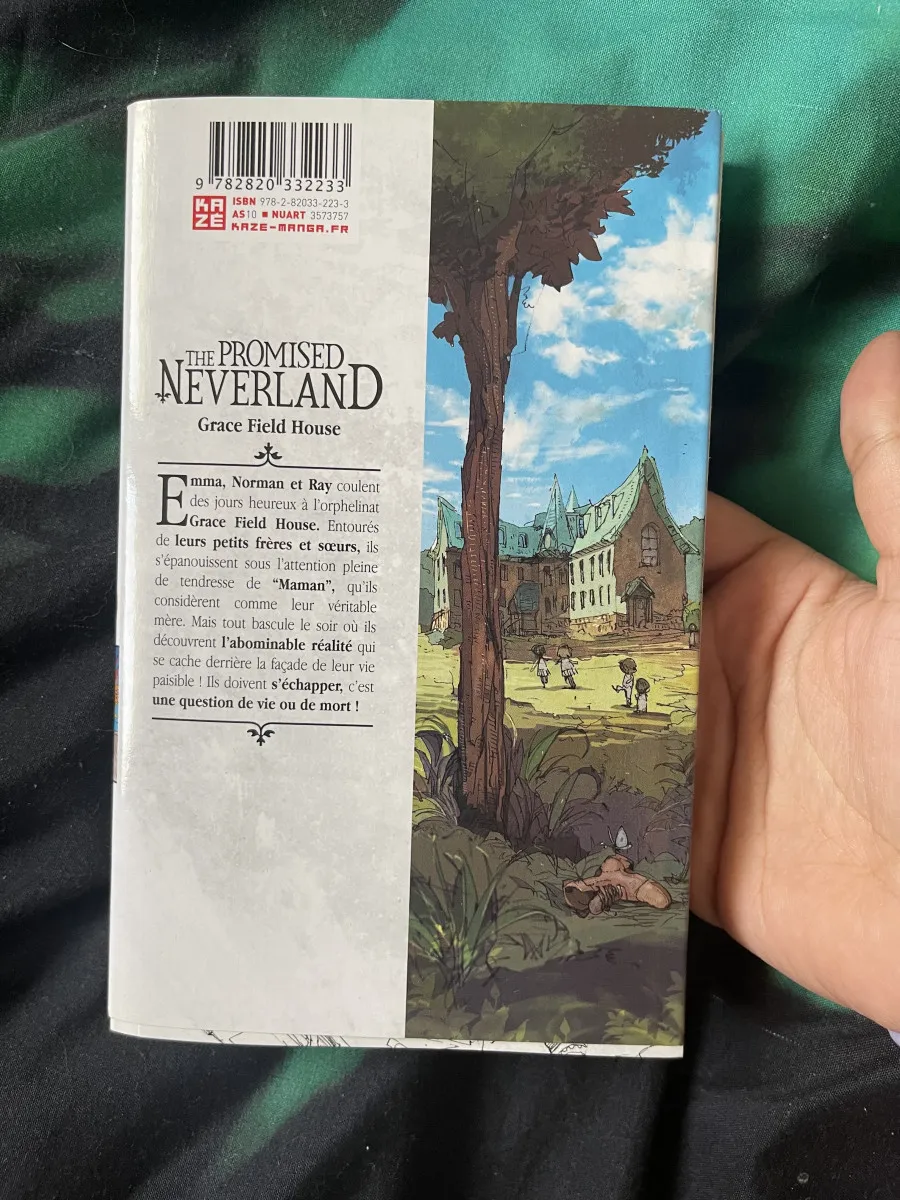 9 782820 332233
KA
ZÉ
ISBN 978-2-82033-223-3
AS10 ■ NUART 3573757
KAZE-MANGA.FR
THE PROMISED
NEVERLAND
Grace Field House
Emma, Norman et Ray coulent
des jours heureux à l'orphelinat
Grace Field House. Entourés
de leurs petits frères et sœurs, ils
s'épanouissent sous l'attention pleine
de tendresse de “Maman”, qu'ils
considèrent comme leur véritable
mère. Mais tout bascule le soir où ils
découvrent l'abominable réalité qui
se cache derrière la façade de leur vie
paisible ! Ils doivent s'échapper, c'est
une question de vie ou de mort !